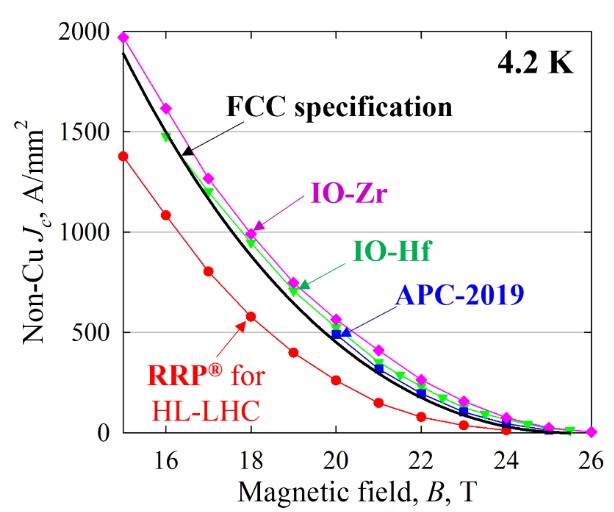 2000
4.2 K
FCC specification
1500
IO-Zr
1000
IO-Hf
APC-2019
500
RRP® for
HL-LHC
0
16 18 20 22 24 26
Magnetic field, B, T
Non-Cu Jc, A/mm²